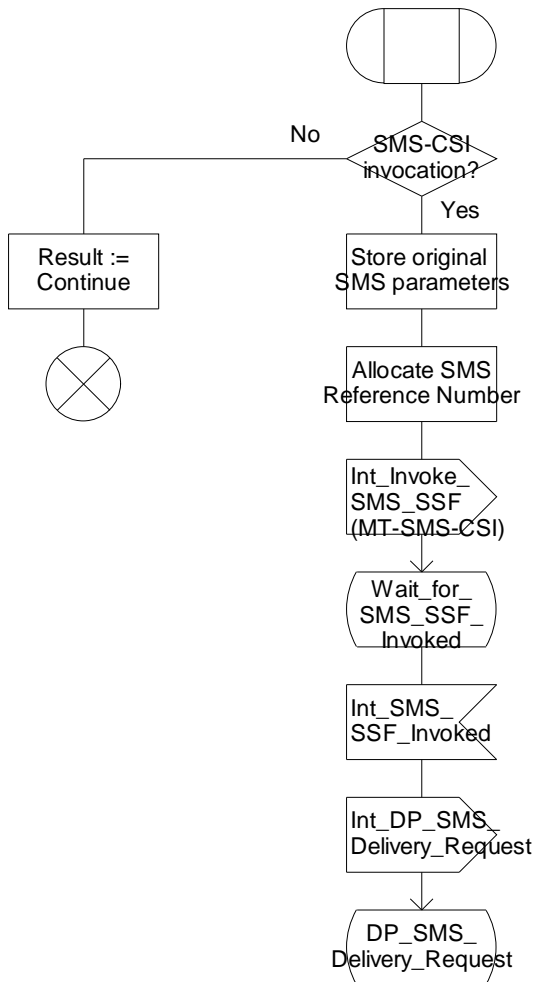 SMS-CSI
invocation?
No
Yes
Result :=
Continue
Store original
SMS parameters
Allocate SMS
Reference Number
Int_Invoke_
SMS_SSF
(MT-SMS-CSI)
Wait_for_
SMS_SSF_
Invoked
Int_SMS_
SSF_Invoked
Int_DP_SMS_
Delivery_Request
DP_SMS_
Delivery_Request